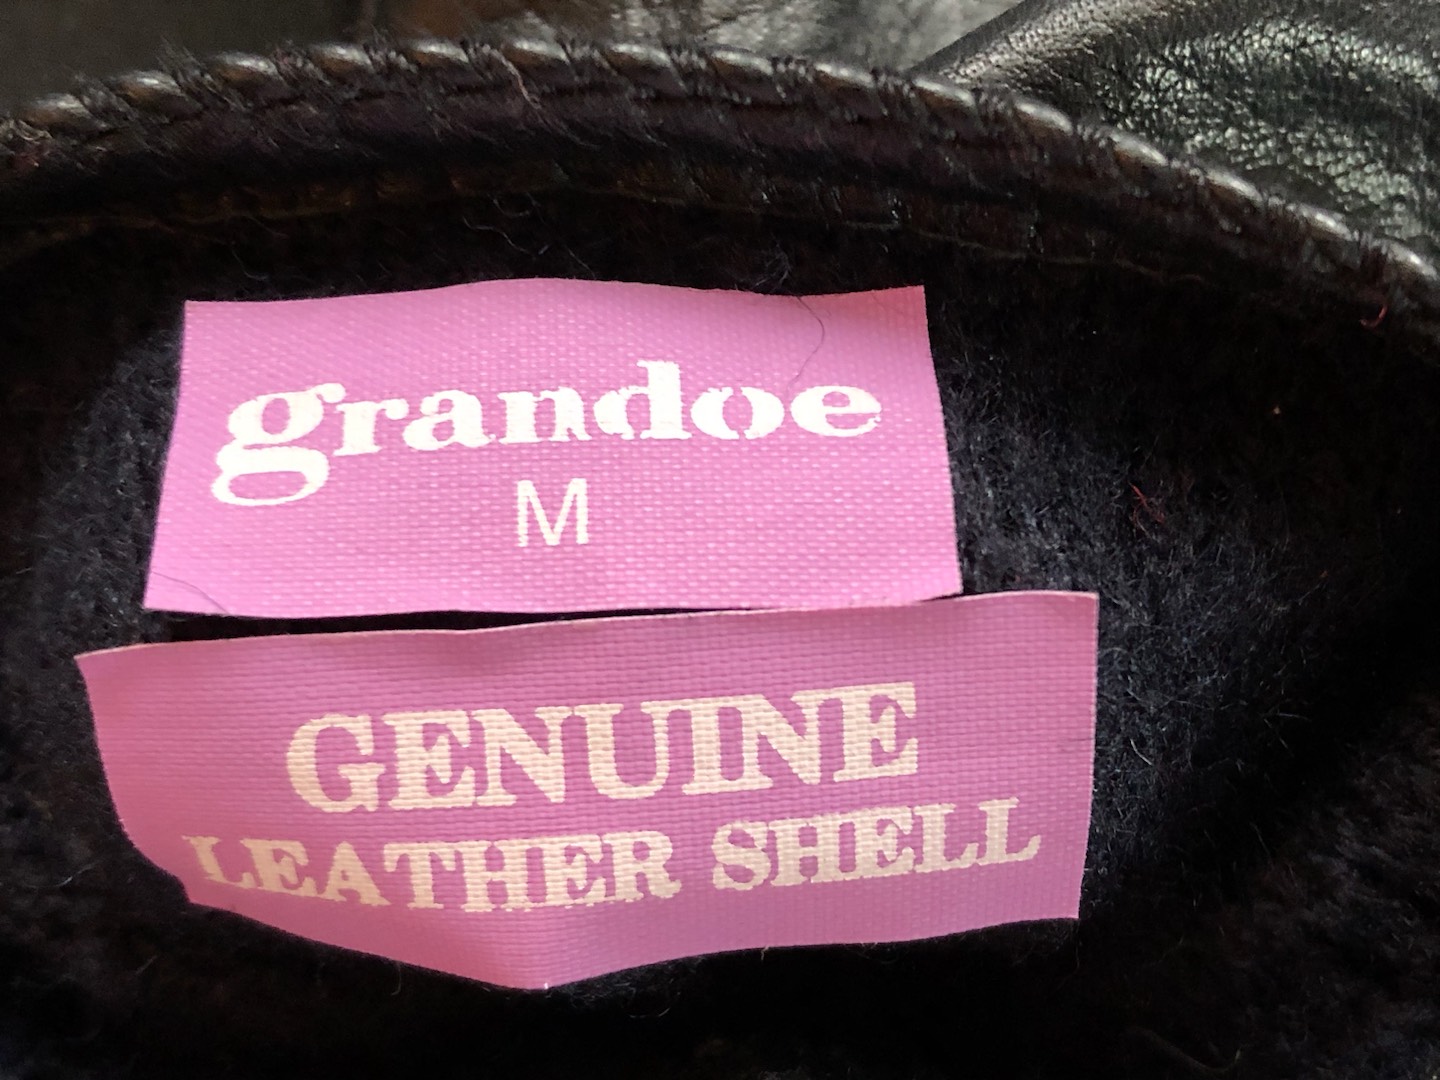 grandoe
M
GENUINE
LEATHER SHELL